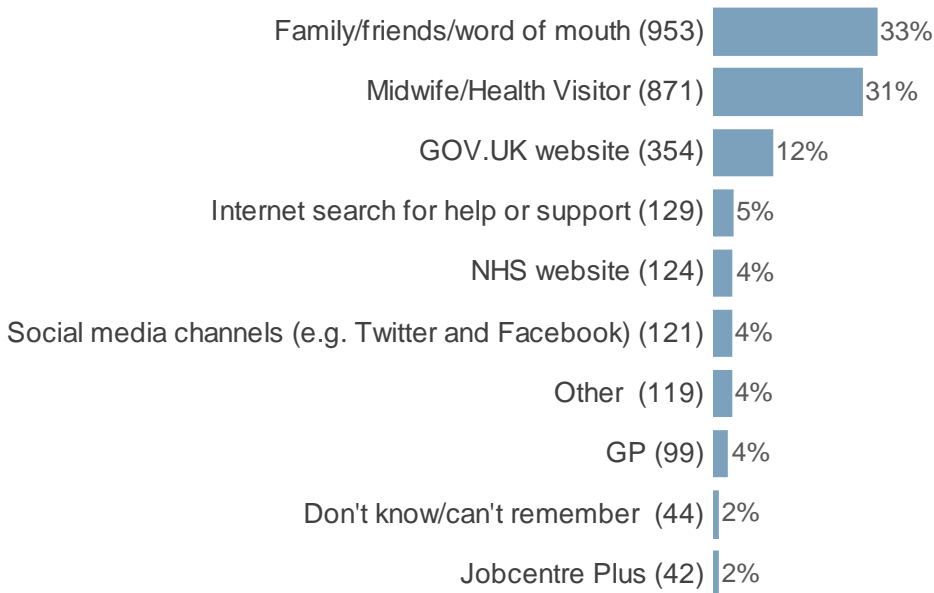 Family/friends/word of mouth (953) 33%
Midwife/Health Visitor (871) 31%
GOV.UK website (354) 12%
Internet search for help or support (129) 5%
NHS website (124) 4%
Social media channels (e.g. Twitter and Facebook) (121) 4%
Other (119) 4%
GP (99) 4%
Don't know/can't remember (44) 2%
Jobcentre Plus (42) 2%